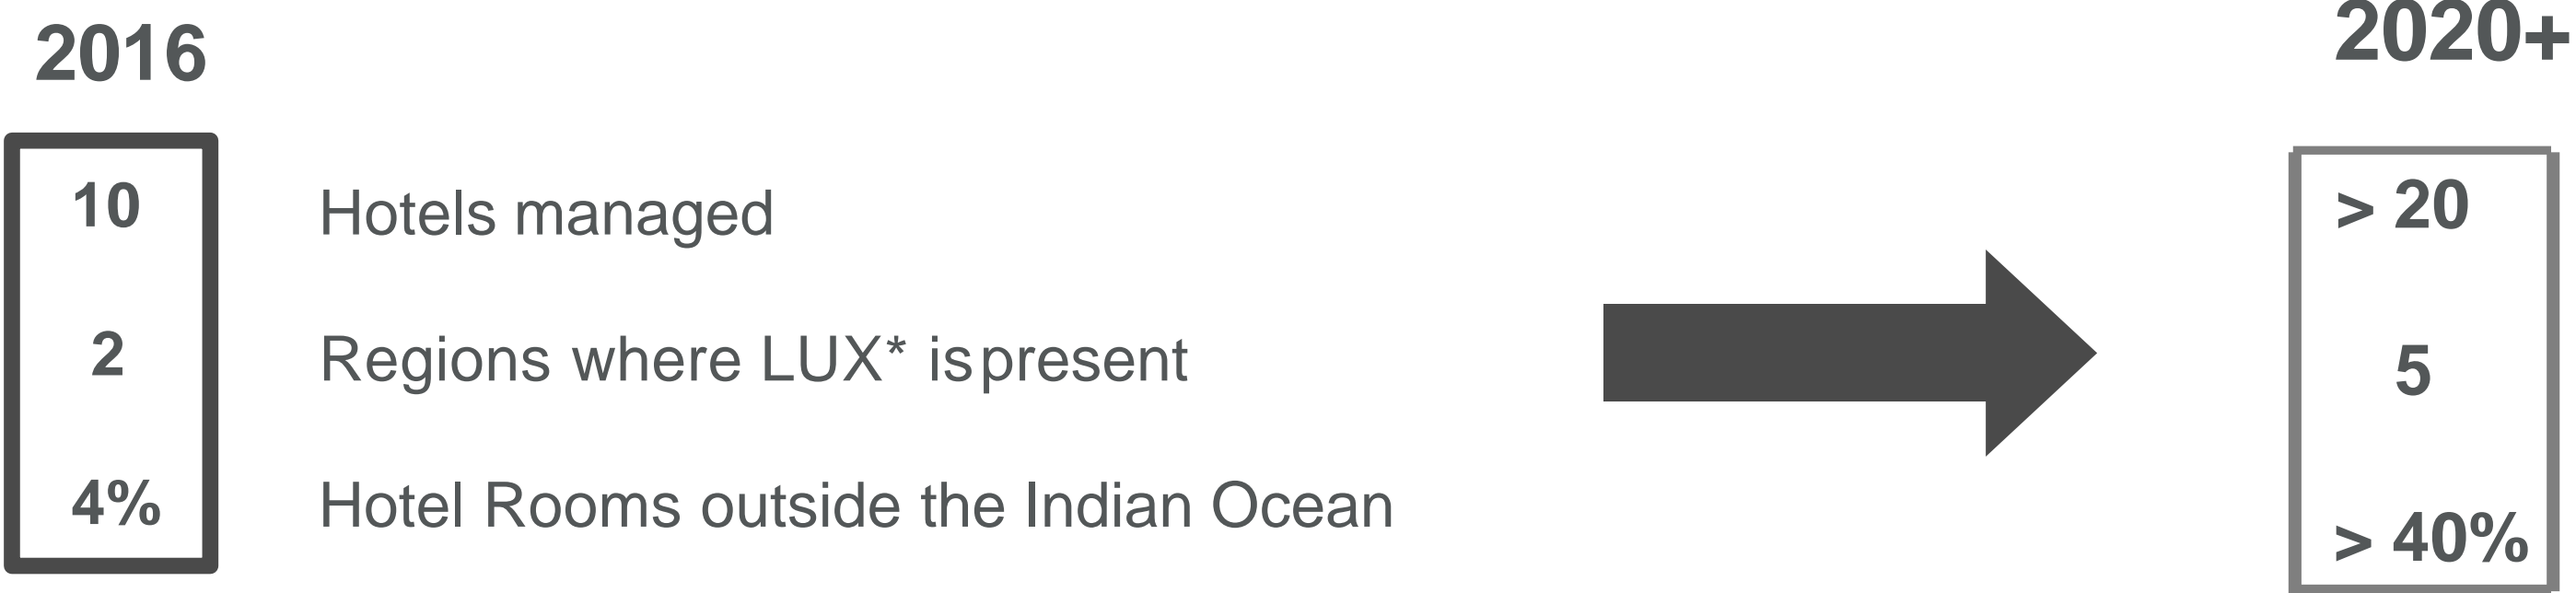 2016 2020+
10 Hotels managed > 20
2 Regions where LUX* is present 5
4% Hotel Rooms outside the Indian Ocean > 40%